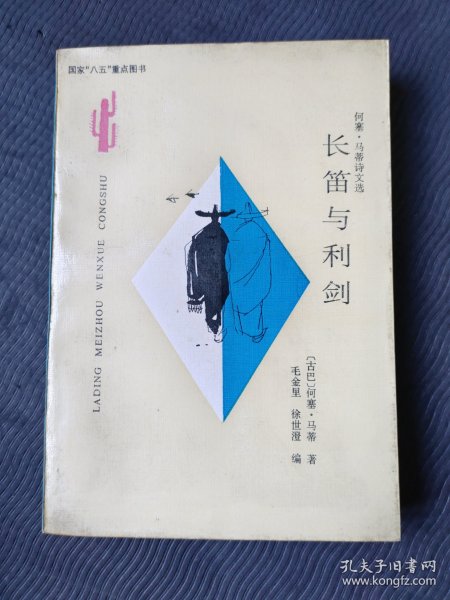 国家“八五”重点图书
LADING MEIZHOU WENXUE CONGSHU
何塞·马蒂诗文选
长笛与利剑
〔古巴〕何塞·马蒂 著
毛金里 徐世澄 编
孔夫子旧书网
www.kongfz.com